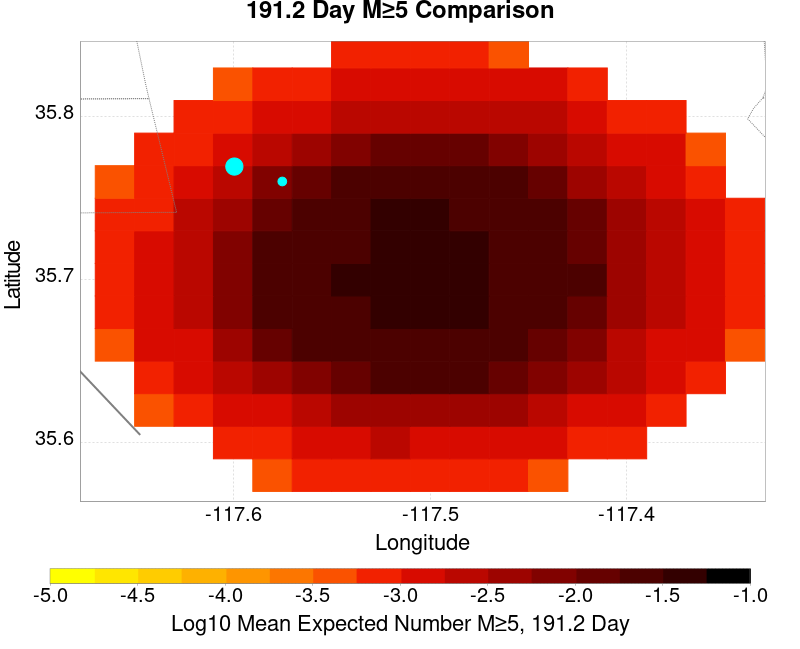 191.2 Day M≥5 Comparison
35.8
35.7
35.6
Latitude
-117.6 -117.5 -117.4
Longitude
-5.0 -4.5 -4.0 -3.5 -3.0 -2.5 -2.0 -1.5 -1.0
Log10 Mean Expected Number M≥5, 191.2 Day